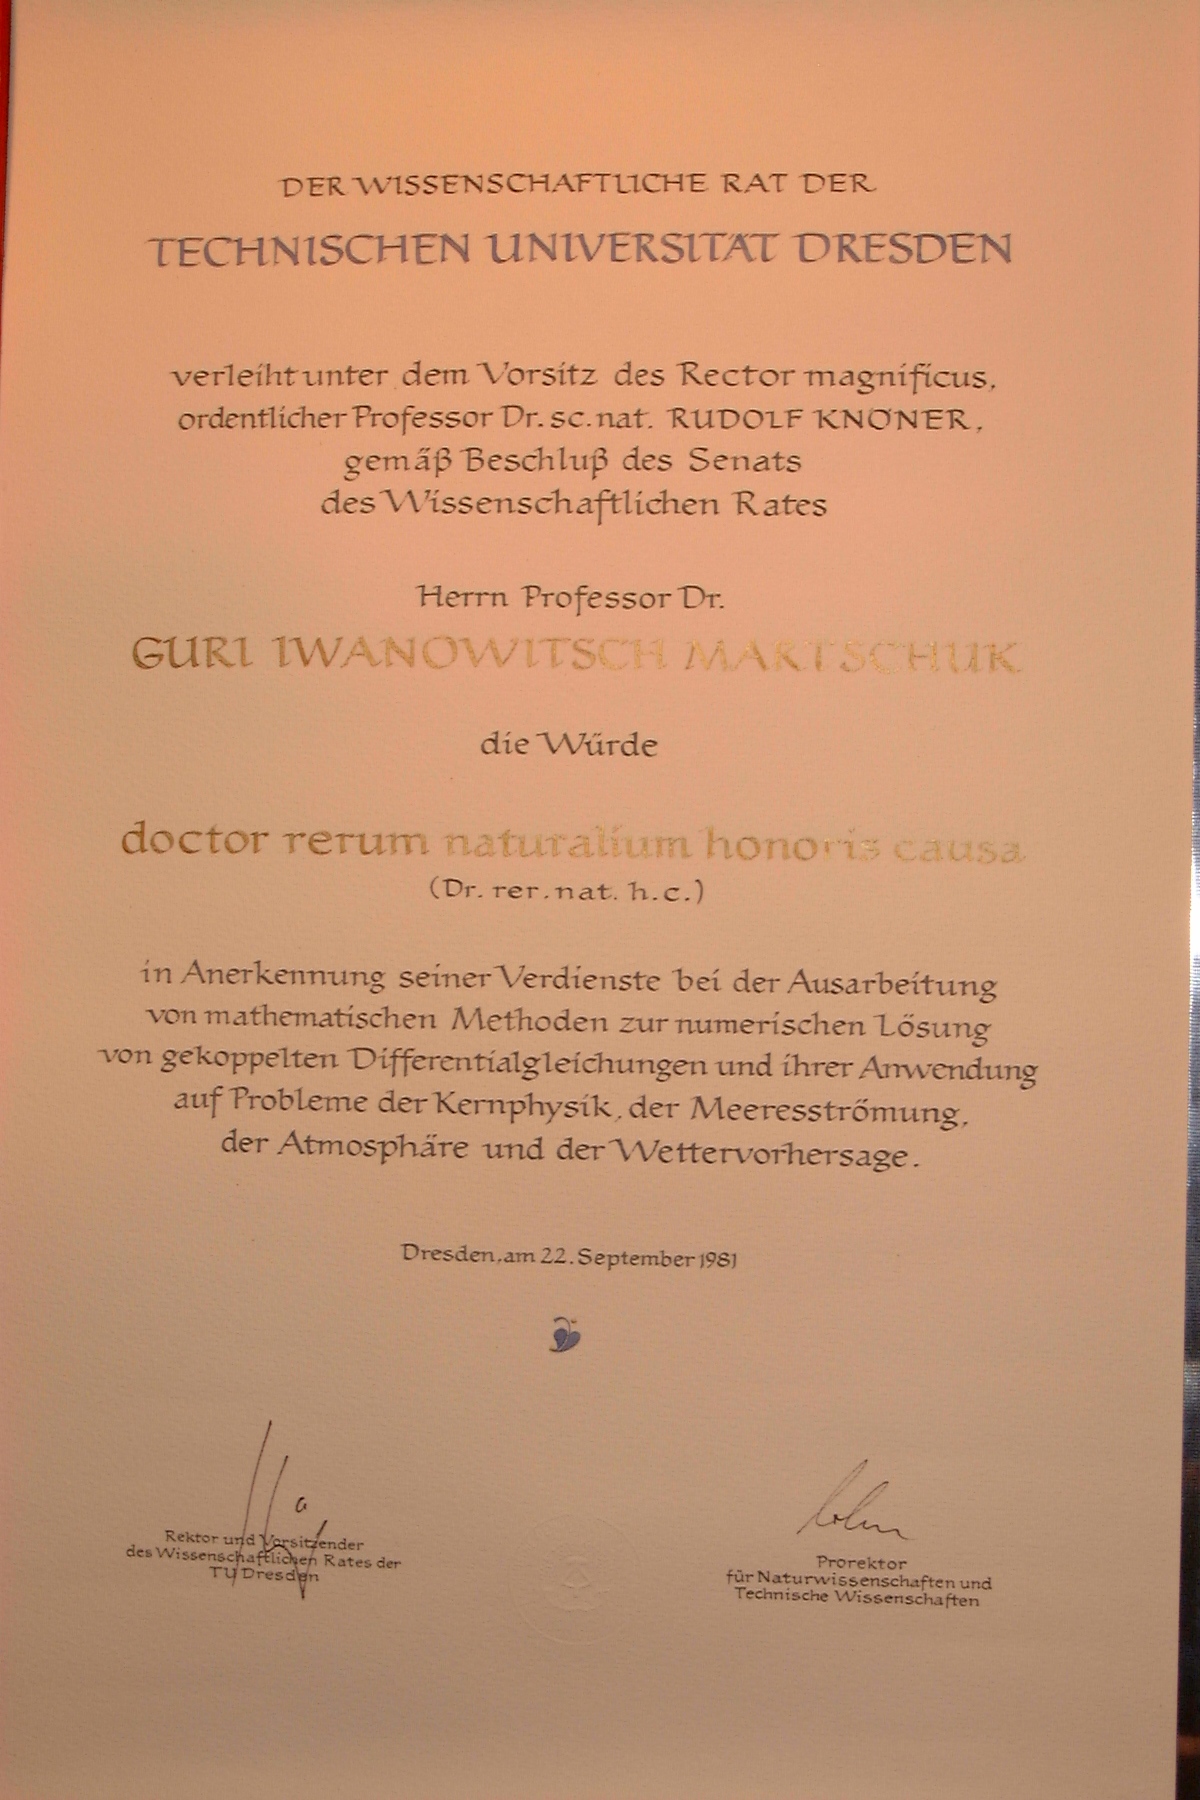 DER WISSENSCHAFTLICHE RAT DER
TECHNISCHEN UNIVERSITÄT DRESDEN
verleiht unter dem Vorsitz des Rector magnificus,
ordentlicher Professor Dr. sc. nat. RUDOLF KNÖNER,
gemäß Beschluß des Senats
des Wissenschaftlichen Rates
Herrn Professor Dr.
GURI IWANOWITSCH MARTSCHUK
die Würde
doctor rerum naturalium honoris causa
(Dr. rer. nat. h.c.)
in Anerkennung seiner Verdienste bei der Ausarbeitung
von mathematischen Methoden zur numerischen Lösung
von gekoppelten Differentialgleichungen und ihrer Anwendung
auf Probleme der Kernphysik, der Meeresströmung,
der Atmosphäre und der Wettervorhersage.
Dresden, am 22. September 1981
Rektor und Vorsitzender
des Wissenschaftlichen Rates der
TU Dresden
Prorektor
für Naturwissenschaften und
Technische Wissenschaften